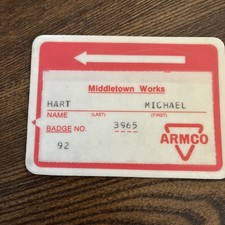 Middletown Works
HART MICHAEL
NAME (LAST) (FIRST)
BADGE NO. 3965
92
ARMCO